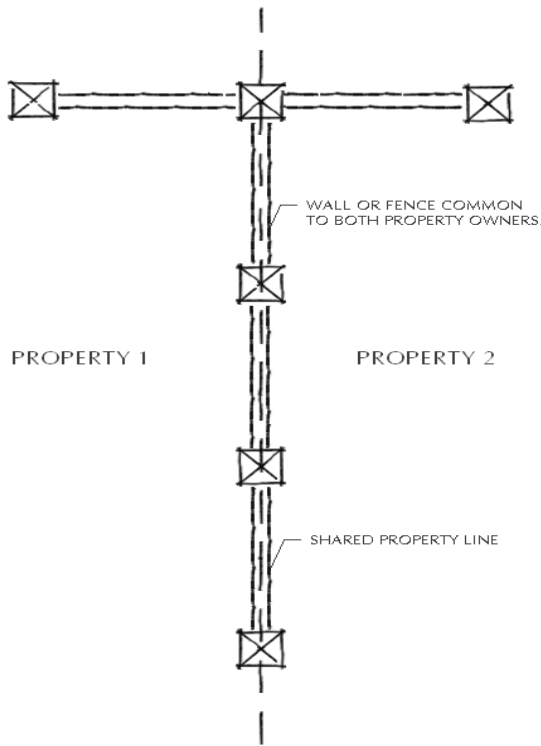 WALL OR FENCE COMMON
TO BOTH PROPERTY OWNERS.
PROPERTY 1
PROPERTY 2
SHARED PROPERTY LINE